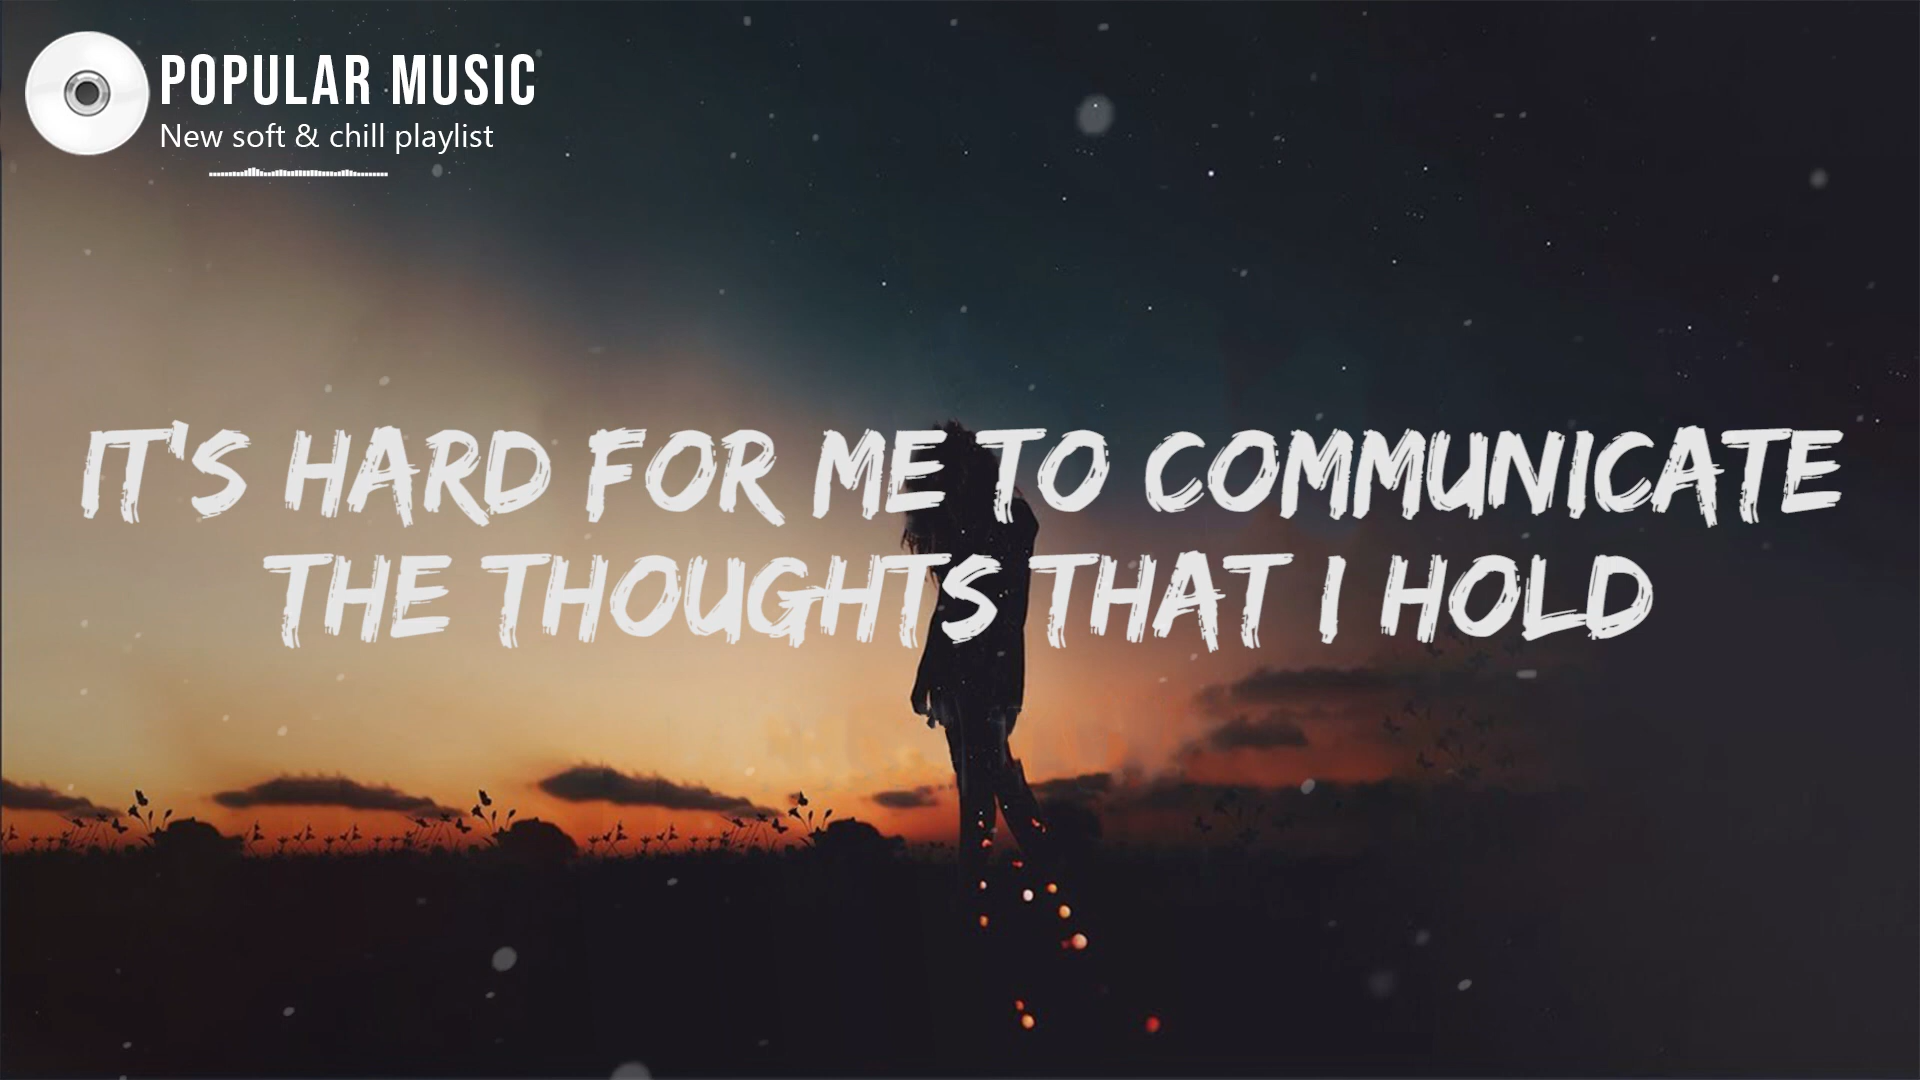 POPULAR MUSIC
New soft & chill playlist
IT'S HARD FOR ME TO COMMUNICATE
THE THOUGHTS THAT I HOLD